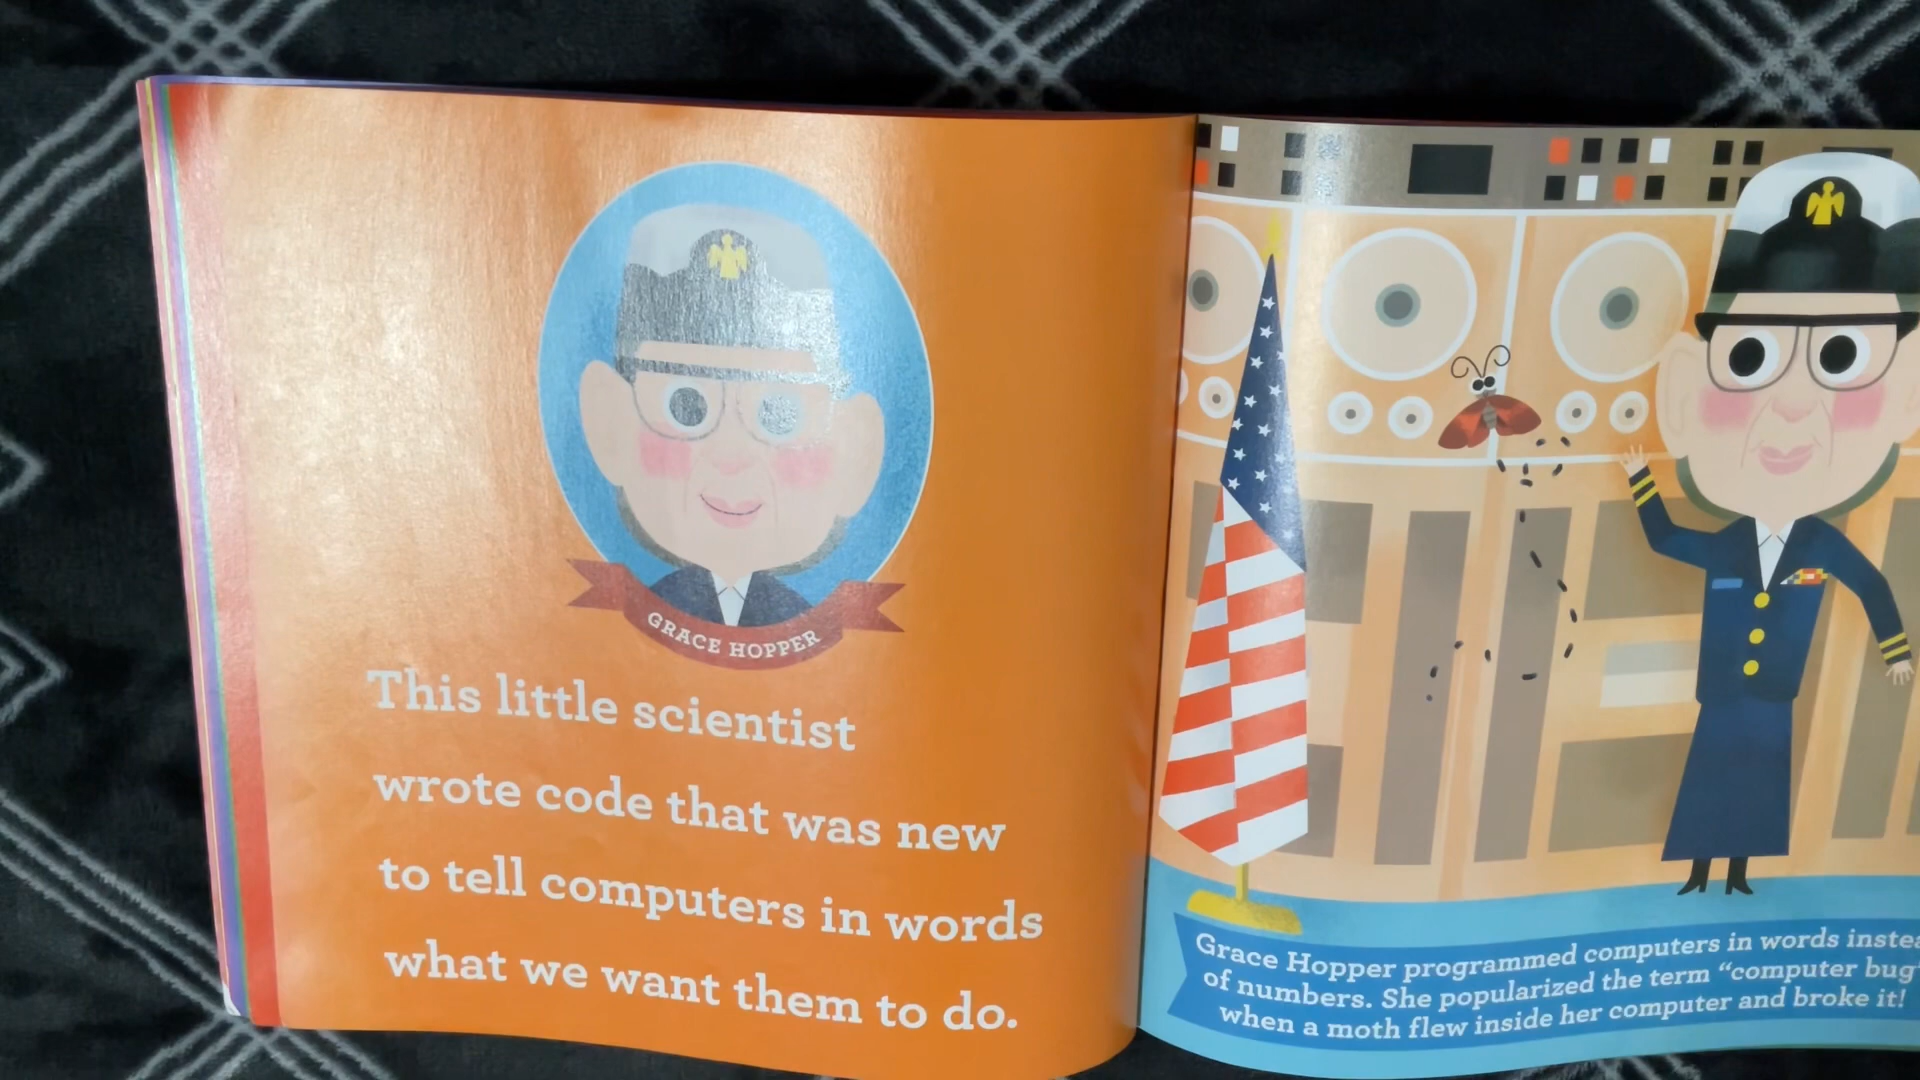 GRACE HOPPER
This little scientist
wrote code that was new
to tell computers in words
what we want them to do.
Grace Hopper programmed computers in words
of numbers. She popularized the term “computer bug”
when a moth flew inside her computer and broke it!